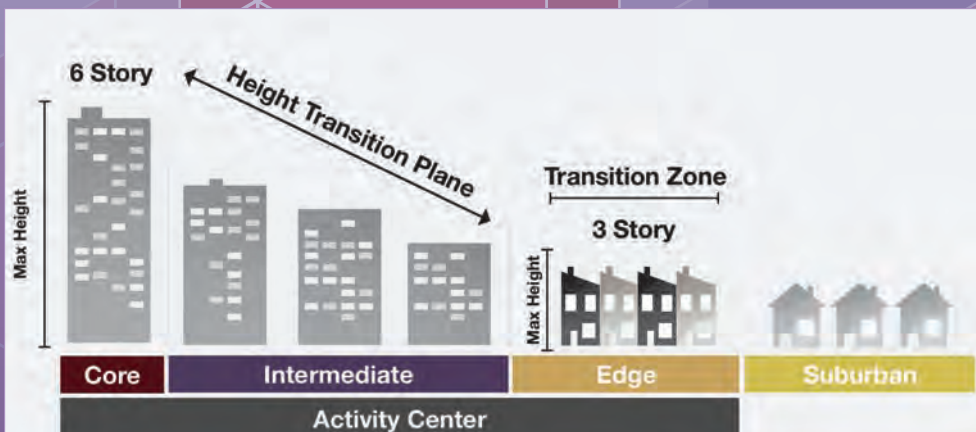 6 Story
Height Transition Plane
Max Height
Transition Zone
3 Story
Max Height
Core
Intermediate
Edge
Suburban
Activity Center